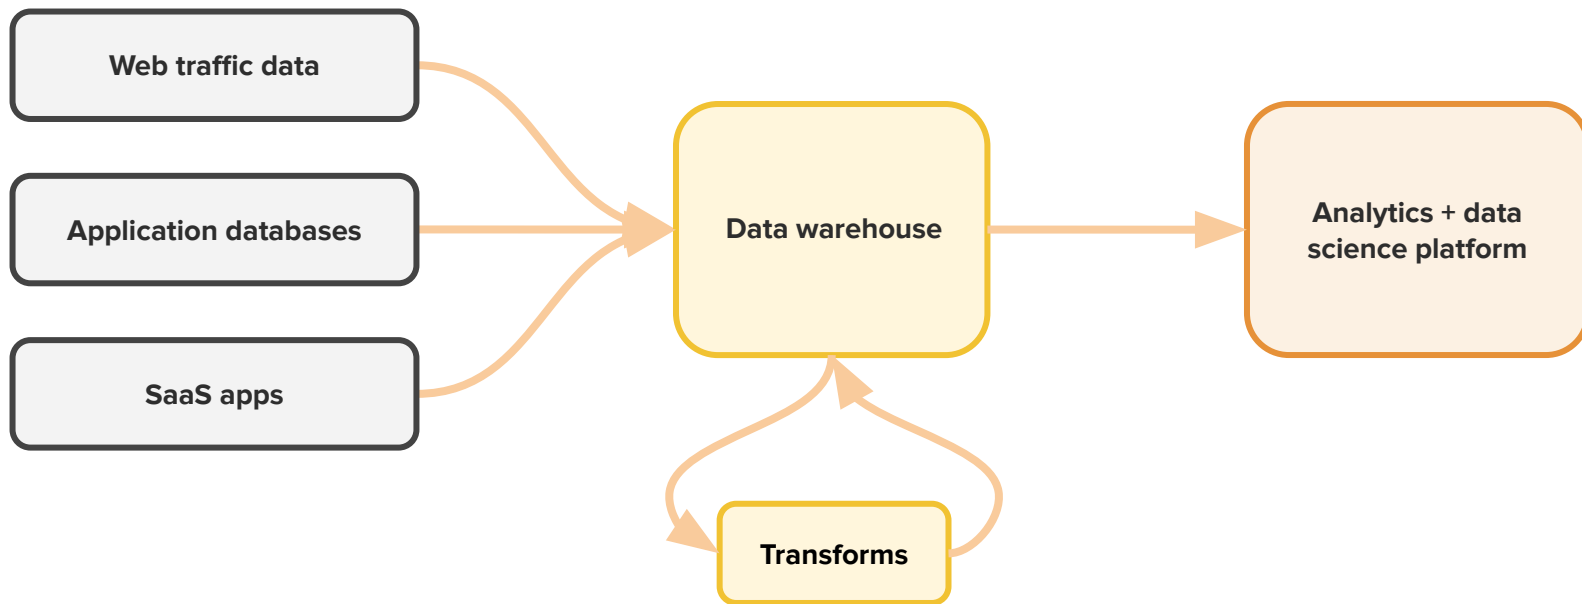 Web traffic data
Application databases
SaaS apps
Data warehouse
Transforms
Analytics + data
science platform